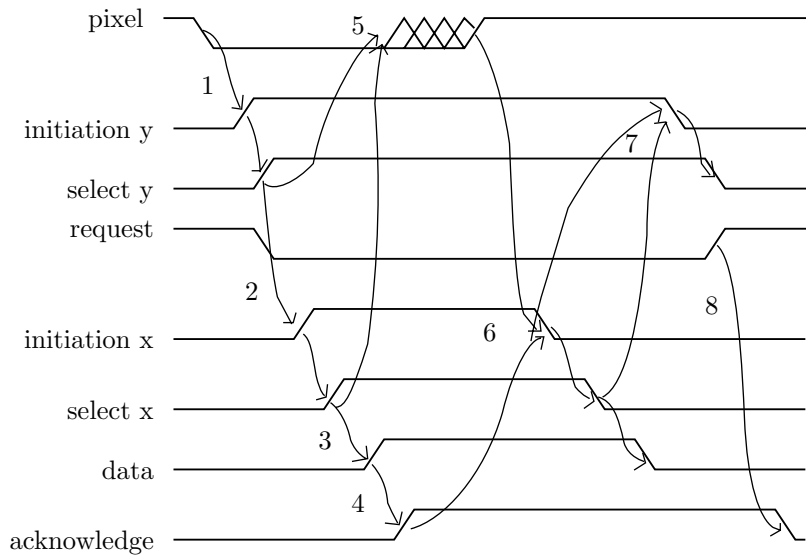 pixel
5
1
initiation y
7
select y
request
2
8
6
initiation x
select x
3
data
4
acknowledge